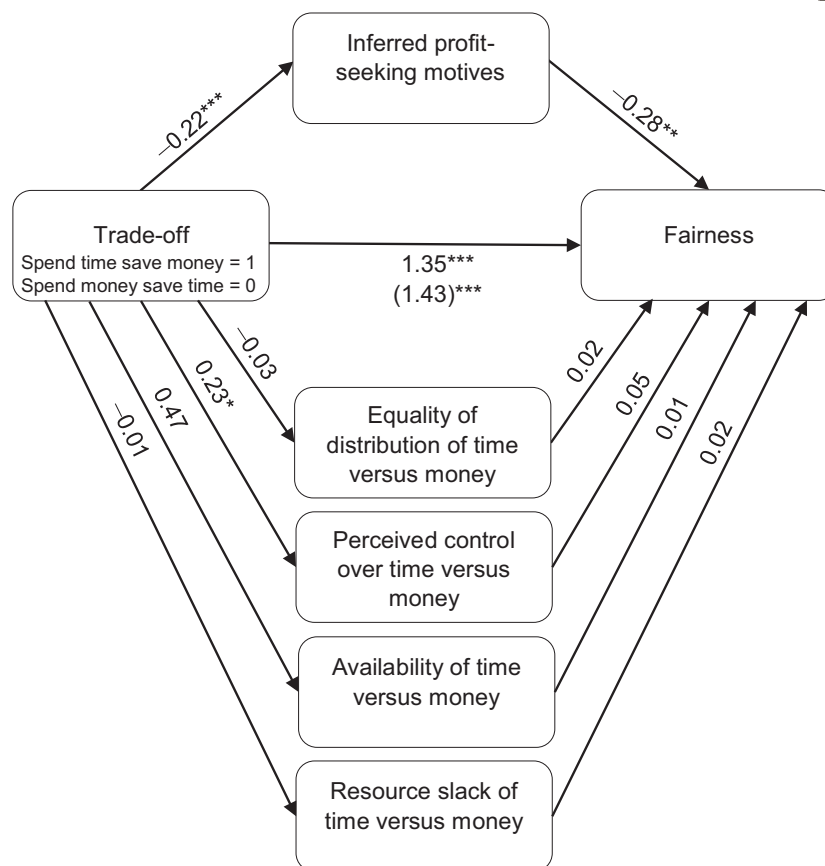 Inferred profit-
seeking motives
−0.22***
−0.28**
Trade-off
Spend time save money = 1
Spend money save time = 0
1.35***
(1.43)***
Fairness
−0.03
0.23*
0.47
−0.01
0.02
0.05
0.01
0.02
Equality of
distribution of time
versus money
Perceived control
over time versus
money
Availability of time
versus money
Resource slack of
time versus money